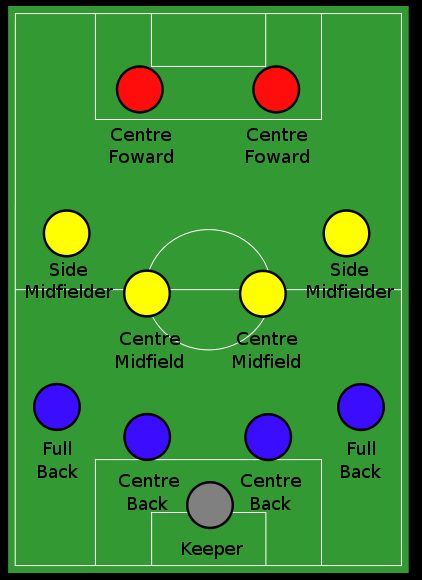 Centre
Foward
Centre
Foward
Side
Midfielder
Side
Midfielder
Centre
Midfield
Centre
Midfield
Full
Back
Full
Back
Centre
Back
Centre
Back
Keeper